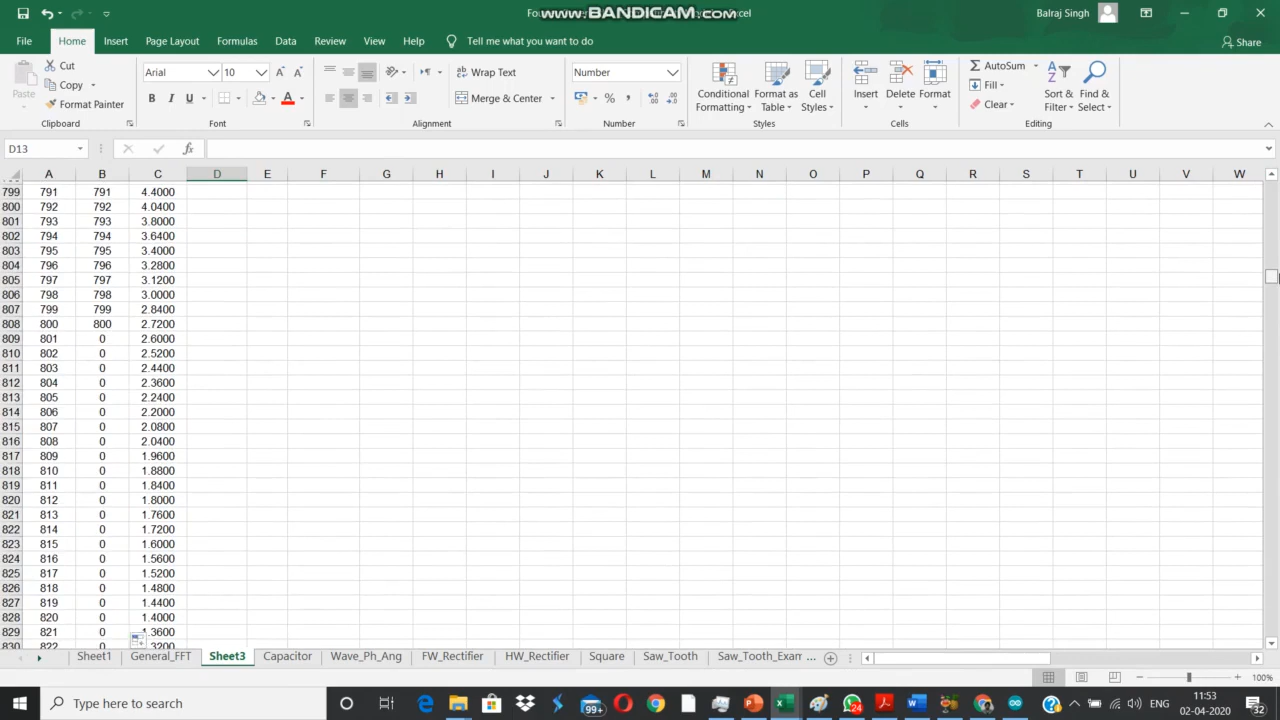 www.BANDICAM.com
Balraj Singh
File Home Insert Page Layout Formulas Data Review View Help Tell me what you want to do Share
Paste Cut Copy Format Painter Clipboard
Arial 10 B I U A Font
Wrap Text Merge & Center Alignment
Number % , Number
Conditional Formatting Format as Table Cell Styles Styles
Insert Delete Format Cells
AutoSum Fill Clear Sort & Filter Find & Select Editing
D13 fx
A B C D E F G H I J K L M N O P Q R S T U V W
799 791 791 4.4000
800 792 792 4.0400
801 793 793 3.8000
802 794 794 3.6400
803 795 795 3.4000
804 796 796 3.2800
805 797 797 3.1200
806 798 798 3.0000
807 799 799 2.8400
808 800 800 2.7200
809 801 0 2.6000
810 802 0 2.5200
811 803 0 2.4400
812 804 0 2.3600
813 805 0 2.2400
814 806 0 2.2000
815 807 0 2.0800
816 808 0 2.0400
817 809 0 1.9600
818 810 0 1.8800
819 811 0 1.8400
820 812 0 1.8000
821 813 0 1.7600
822 814 0 1.7200
823 815 0 1.6000
824 816 0 1.5600
825 817 0 1.5200
826 818 0 1.4800
827 819 0 1.4400
828 820 0 1.4000
829 821 0 1.3600
830 822 0 .3200
Sheet1 General_FFT Sheet3 Capacitor Wave_Ph_Ang FW_Rectifier HW_Rectifier Square Saw_Tooth Saw_Tooth_Exam ...
100%
Type here to search 99+ 24 ENG 11:53 02-04-2020 32